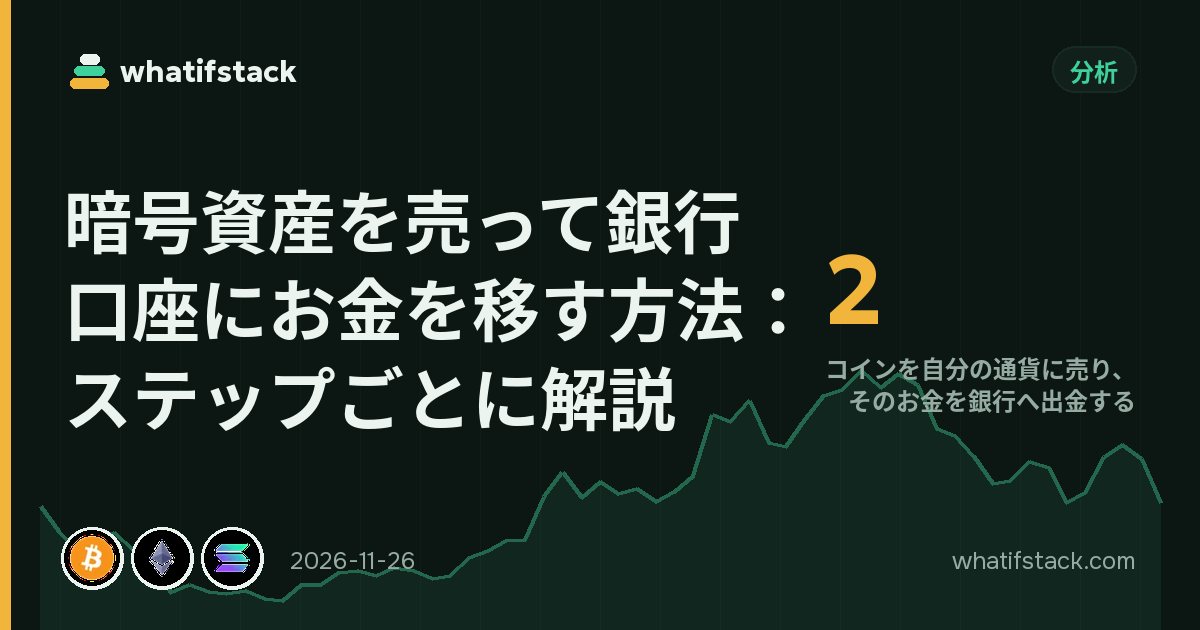 whatifstack
分析
暗号資産を売って銀行
口座にお金を移す方法：
ステップごとに解説
2
コインを自分の通貨に売り、
そのお金を銀行へ出金する
2026-11-26
whatifstack.com